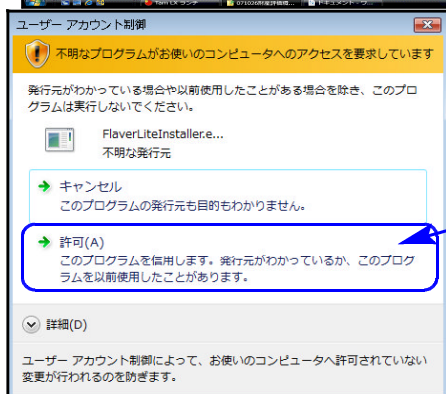 Tam LX ランチ
ユーザー アカウント制御
不明なプログラムがお使いのコンピュータへのアクセスを要求しています
発行元がわかっている場合や以前使用したことがある場合を除き、このプロ
グラムは実行しないでください。
FlaverLiteInstaller.e...
不明な発行元
キャンセル
このプログラムの発行元も目的もわかりません。
許可(A)
このプログラムを信用します。発行元がわかっているか、このプログ
ラムを以前使用したことがあります。
詳細(D)
ユーザー アカウント制御によって、お使いのコンピュータへ許可されていない
変更が行われるのを防ぎます。